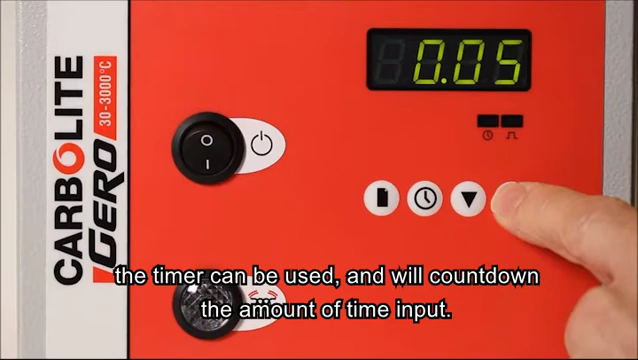 CARBOLITE
GERO
30-3000°C
0.05
O
I
the timer can be used, and will countdown
the amount of time input.